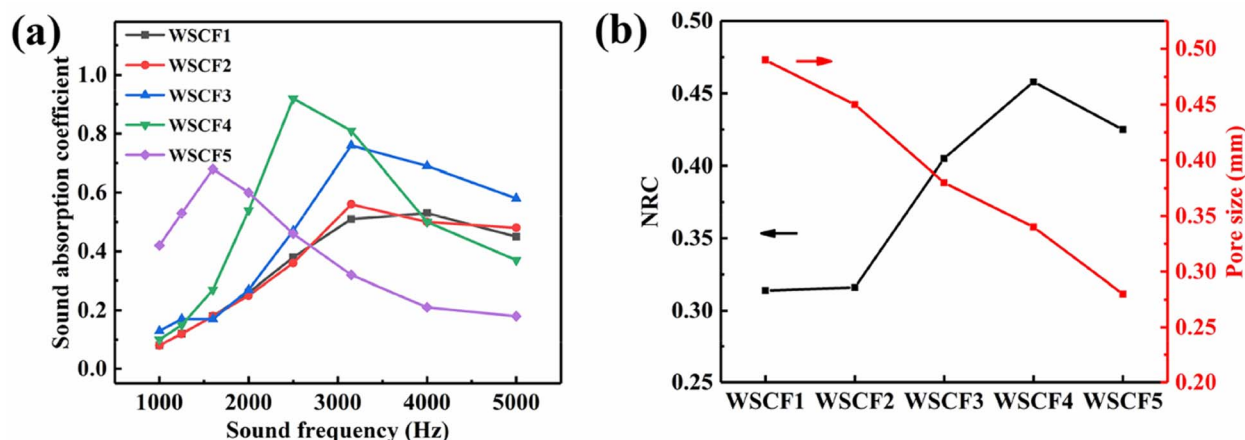 (a)
WSCF1
WSCF2
WSCF3
WSCF4
WSCF5
1.0
0.8
0.6
0.4
0.2
0.0
Sound absorption coefficient
1000 2000 3000 4000 5000
Sound frequency (Hz)
(b)
0.50
0.45
0.40
0.35
0.30
0.25
NRC
0.50
0.45
0.40
0.35
0.30
0.25
0.20
Pore size (mm)
WSCF1 WSCF2 WSCF3 WSCF4 WSCF5